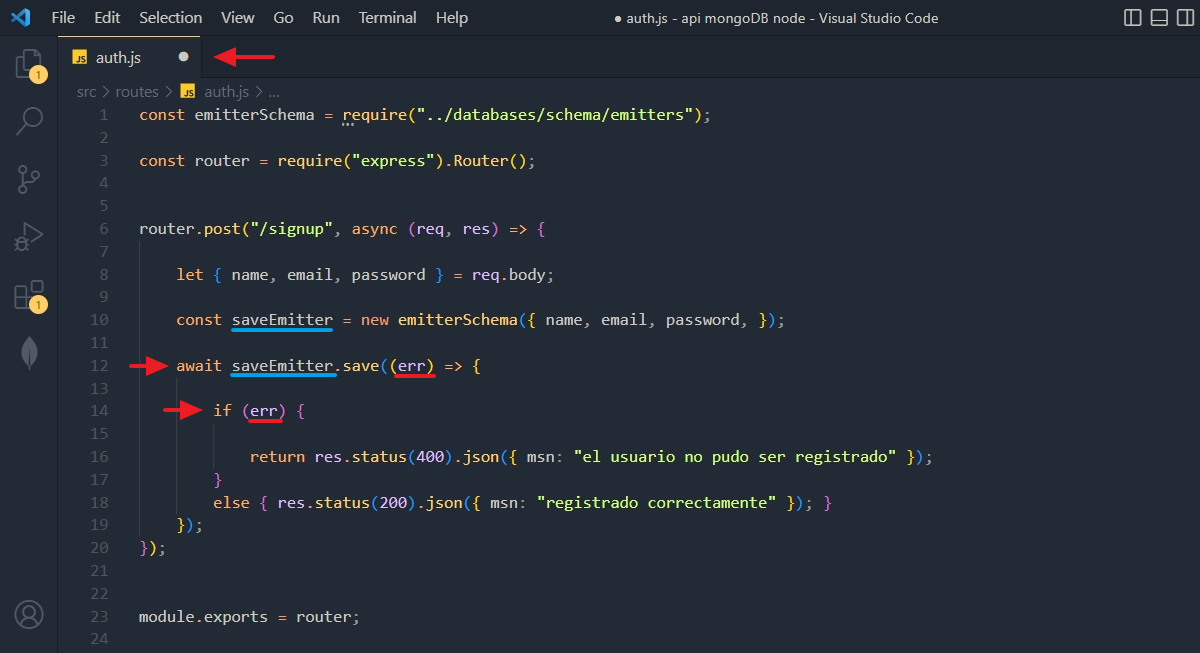 File Edit Selection View Go Run Terminal Help ● auth.js - api mongoDB node - Visual Studio Code
JS auth.js ●
1
src > routes > JS auth.js > ...
1 const emitterSchema = require("../databases/schema/emitters");
2
3 const router = require("express").Router();
4
5
6 router.post("/signup", async (req, res) => {
7
8 let { name, email, password } = req.body;
9
10 const saveEmitter = new emitterSchema({ name, email, password, });
1
11
12 await saveEmitter.save((err) => {
13
14 if (err) {
15
16 return res.status(400).json({ msn: "el usuario no pudo ser registrado" });
17 }
18 else { res.status(200).json({ msn: "registrado correctamente" }); }
19 });
20 });
21
22
23 module.exports = router;
24